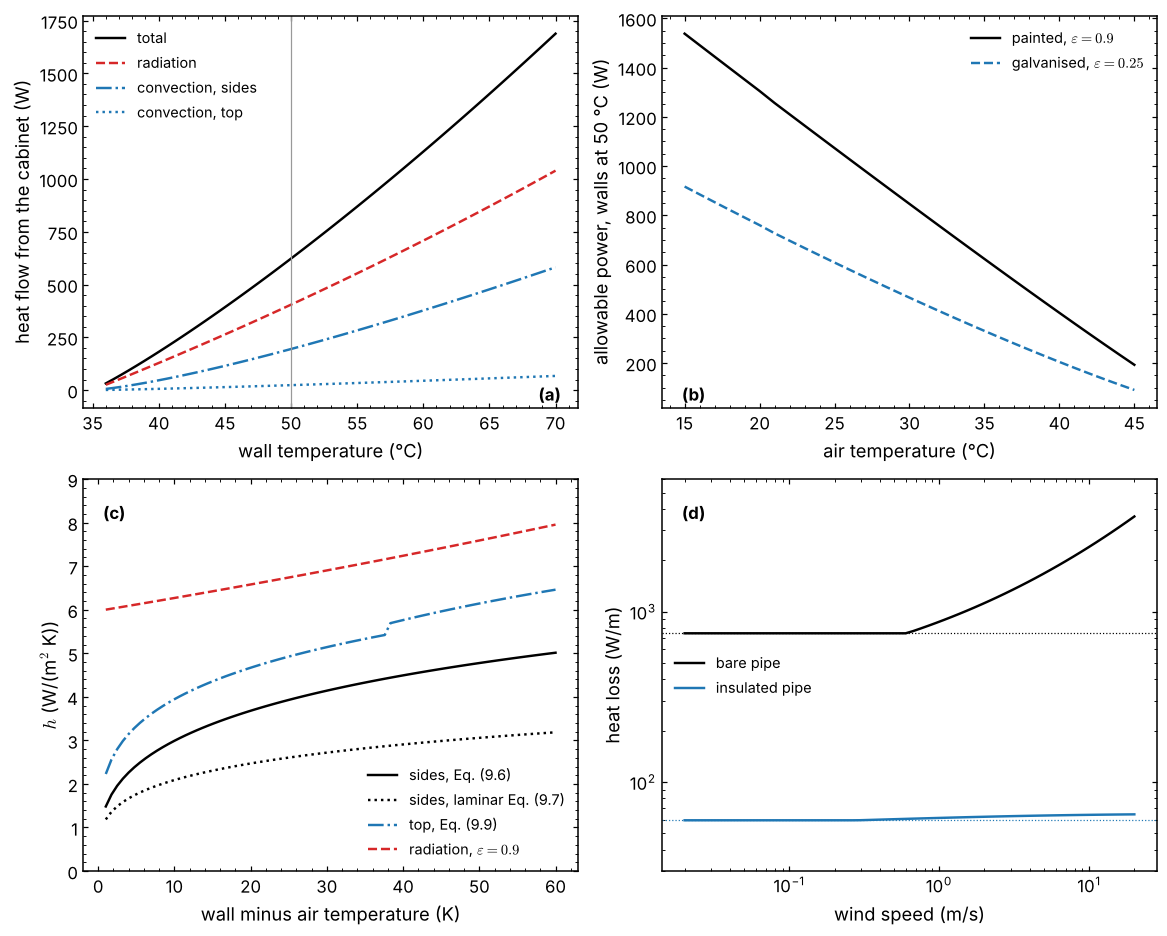 1750
1500
1250
1000
750
500
250
0
heat flow from the cabinet (W)
total
radiation
convection, sides
convection, top
(a)
35 40 45 50 55 60 65 70
wall temperature (°C)
1600
1400
1200
1000
800
600
400
200
allowable power, walls at 50 °C (W)
painted, ε = 0.9
galvanised, ε = 0.25
(b)
15 20 25 30 35 40 45
air temperature (°C)
9
8
7
6
5
4
3
2
1
0
h (W/(m² K))
(c)
sides, Eq. (9.6)
sides, laminar Eq. (9.7)
top, Eq. (9.9)
radiation, ε = 0.9
0 10 20 30 40 50 60
wall minus air temperature (K)
10³
10²
heat loss (W/m)
(d)
bare pipe
insulated pipe
10⁻¹ 10⁰ 10¹
wind speed (m/s)